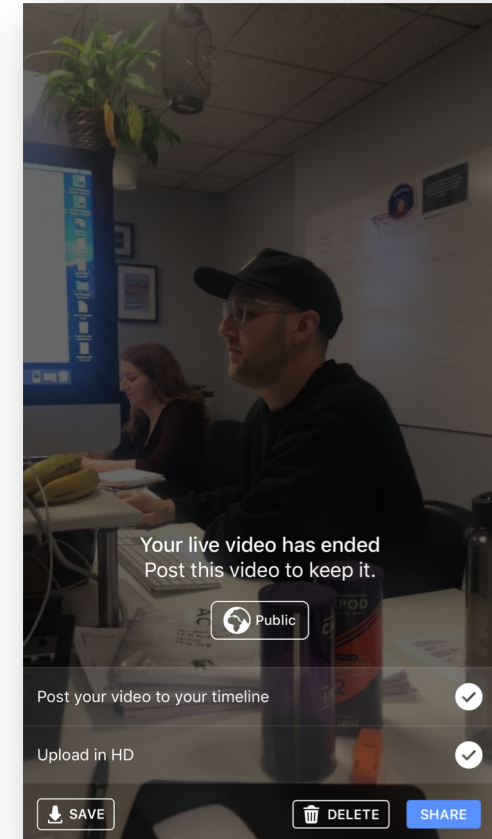 Your live video has ended
Post this video to keep it.
Public
Post your video to your timeline
Upload in HD
SAVE
DELETE
SHARE